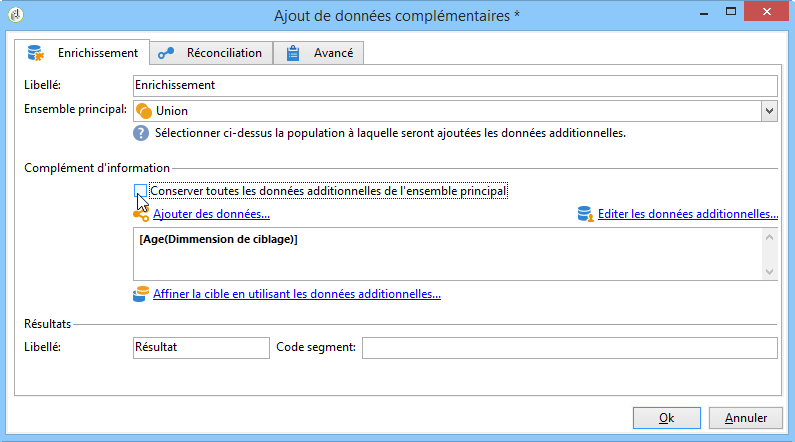 Ajout de données complémentaires *
Enrichissement Réconciliation Avancé
Libellé: Enrichissement
Ensemble principal: Union
? Sélectionner ci-dessus la population à laquelle seront ajoutées les données additionnelles.
Complément d'information
Conserver toutes les données additionnelles de l'ensemble principal
Ajouter des données... Editer les données additionnelles...
[Age(Dimmension de ciblage)]
Affiner la cible en utilisant les données additionnelles...
Résultats
Libellé: Résultat Code segment:
Ok Annuler